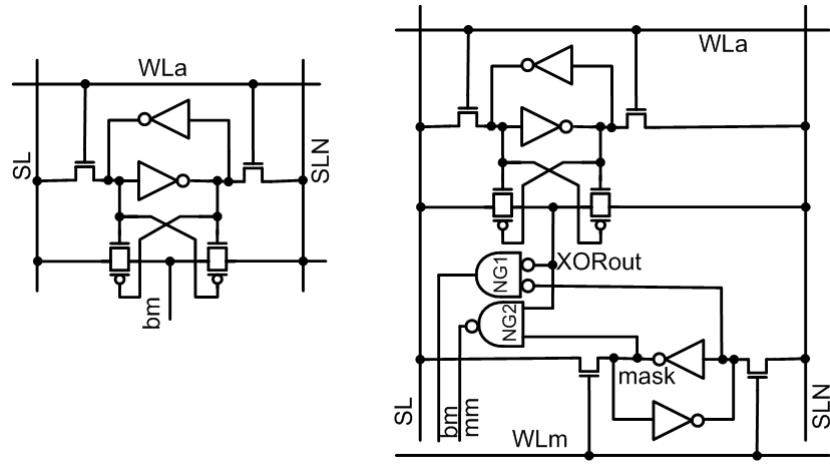 WLa
SL
SLN
bm
WLa
XORout
NG1
NG2
mask
SL
bm
mm
WLm
SLN